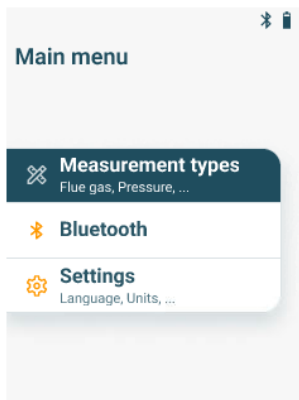 Main menu
Measurement types
Flue gas, Pressure, ...
Bluetooth
Settings
Language, Units, ...